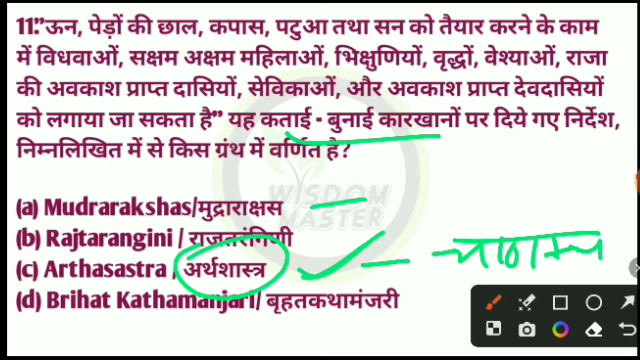 11."ऊन, पेड़ों की छाल, कपास, पटुआ तथा सन को तैयार करने के काम
में विधवाओं, सक्षम अक्षम महिलाओं, भिक्षुणियों, वृद्धों, वेश्याओं, राजा
की अवकाश प्राप्त दासियों, सेविकाओं, और अवकाश प्राप्त देवदासियों
को लगाया जा सकता है" यह कताई - बुनाई कारखानों पर दिये गए निर्देश,
निम्नलिखित में से किस ग्रंथ में वर्णित है?
WISDOM
MASTER
(a) Mudrarakshas/मुद्राराक्षस
(b) Rajtarangini / राजतरंगिणी
(c) Arthasastra / अर्थशास्त्र
चाणक्य
(d) Brihat Kathamanjari/ बृहतकथामंजरी